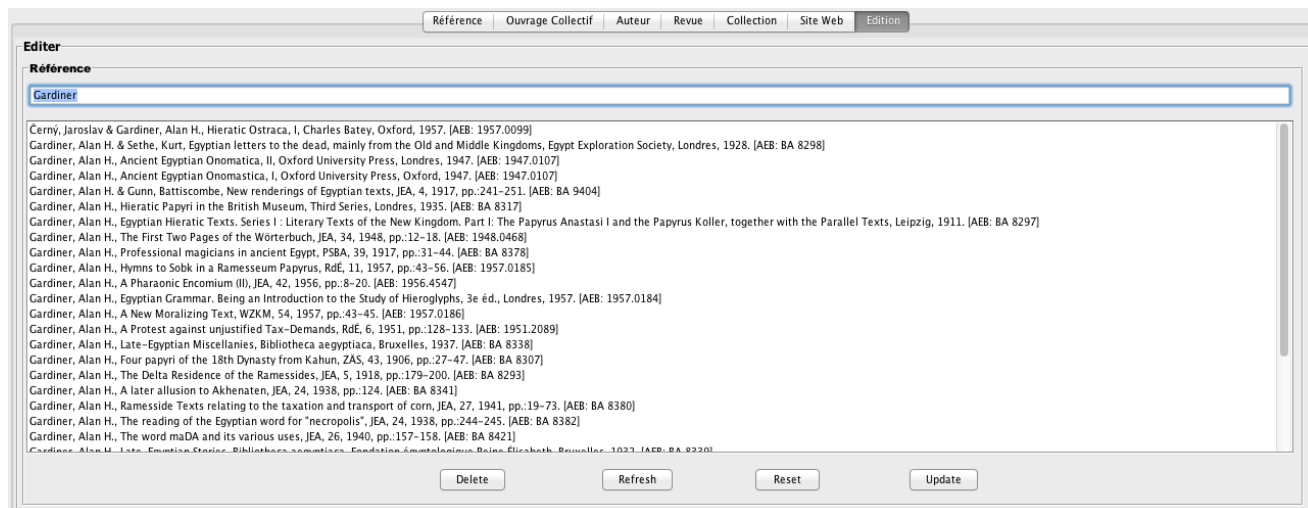 Référence Ouvrage Collectif Auteur Revue Collection Site Web Edition
Editer
Référence
Gardiner
Černý, Jaroslav & Gardiner, Alan H., Hieratic Ostraca, I, Charles Batey, Oxford, 1957. [AEB: 1957.0099]
Gardiner, Alan H. & Sethe, Kurt, Egyptian letters to the dead, mainly from the Old and Middle Kingdoms, Egypt Exploration Society, Londres, 1928. [AEB: BA 8298]
Gardiner, Alan H., Ancient Egyptian Onomatica, II, Oxford University Press, Londres, 1947. [AEB: 1947.0107]
Gardiner, Alan H., Ancient Egyptian Onomastica, I, Oxford University Press, Oxford, 1947. [AEB: 1947.0107]
Gardiner, Alan H. & Gunn, Battiscombe, New renderings of Egyptian texts, JEA, 4, 1917, pp.:241-251. [AEB: BA 9404]
Gardiner, Alan H., Hieratic Papyri in the British Museum, Third Series, Londres, 1935. [AEB: BA 8317]
Gardiner, Alan H., Egyptian Hieratic Texts. Series I : Literary Texts of the New Kingdom. Part I: The Papyrus Anastasi I and the Papyrus Koller, together with the Parallel Texts, Leipzig, 1911. [AEB: BA 8297]
Gardiner, Alan H., The First Two Pages of the Wörterbuch, JEA, 34, 1948, pp.:12-18. [AEB: 1948.0468]
Gardiner, Alan H., Professional magicians in ancient Egypt, PSBA, 39, 1917, pp.:31-44. [AEB: BA 8378]
Gardiner, Alan H., Hymns to Sobk in a Ramesseum Papyrus, RdÉ, 11, 1957, pp.:43-56. [AEB: 1957.0185]
Gardiner, Alan H., A Pharaonic Encomium (II), JEA, 42, 1956, pp.:8-20. [AEB: 1956.4547]
Gardiner, Alan H., Egyptian Grammar. Being an Introduction to the Study of Hieroglyphs, 3e éd., Londres, 1957. [AEB: 1957.0184]
Gardiner, Alan H., A New Moralizing Text, WZKM, 54, 1957, pp.:43-45. [AEB: 1957.0186]
Gardiner, Alan H., A Protest against unjustified Tax-Demands, RdÉ, 6, 1951, pp.:128-133. [AEB: 1951.2089]
Gardiner, Alan H., Late-Egyptian Miscellanies, Bibliotheca aegyptiaca, Bruxelles, 1937. [AEB: BA 8338]
Gardiner, Alan H., Four papyri of the 18th Dynasty from Kahun, ZÄS, 43, 1906, pp.:27-47. [AEB: BA 8307]
Gardiner, Alan H., The Delta Residence of the Ramessides, JEA, 5, 1918, pp.:179-200. [AEB: BA 8293]
Gardiner, Alan H., A later allusion to Akhenaten, JEA, 24, 1938, pp.:124. [AEB: BA 8341]
Gardiner, Alan H., Ramesside Texts relating to the taxation and transport of corn, JEA, 27, 1941, pp.:19-73. [AEB: BA 8380]
Gardiner, Alan H., The reading of the Egyptian word for "necropolis", JEA, 24, 1938, pp.:244-245. [AEB: BA 8382]
Gardiner, Alan H., The word maDA and its various uses, JEA, 26, 1940, pp.:157-158. [AEB: BA 8421]
Gardiner, Alan H., Late-Egyptian Stories, Bibliotheca aegyptiaca, Fondation égyptologique Reine Élisabeth, Bruxelles, 1932. [AEB: BA 8339]
Delete Refresh Reset Update